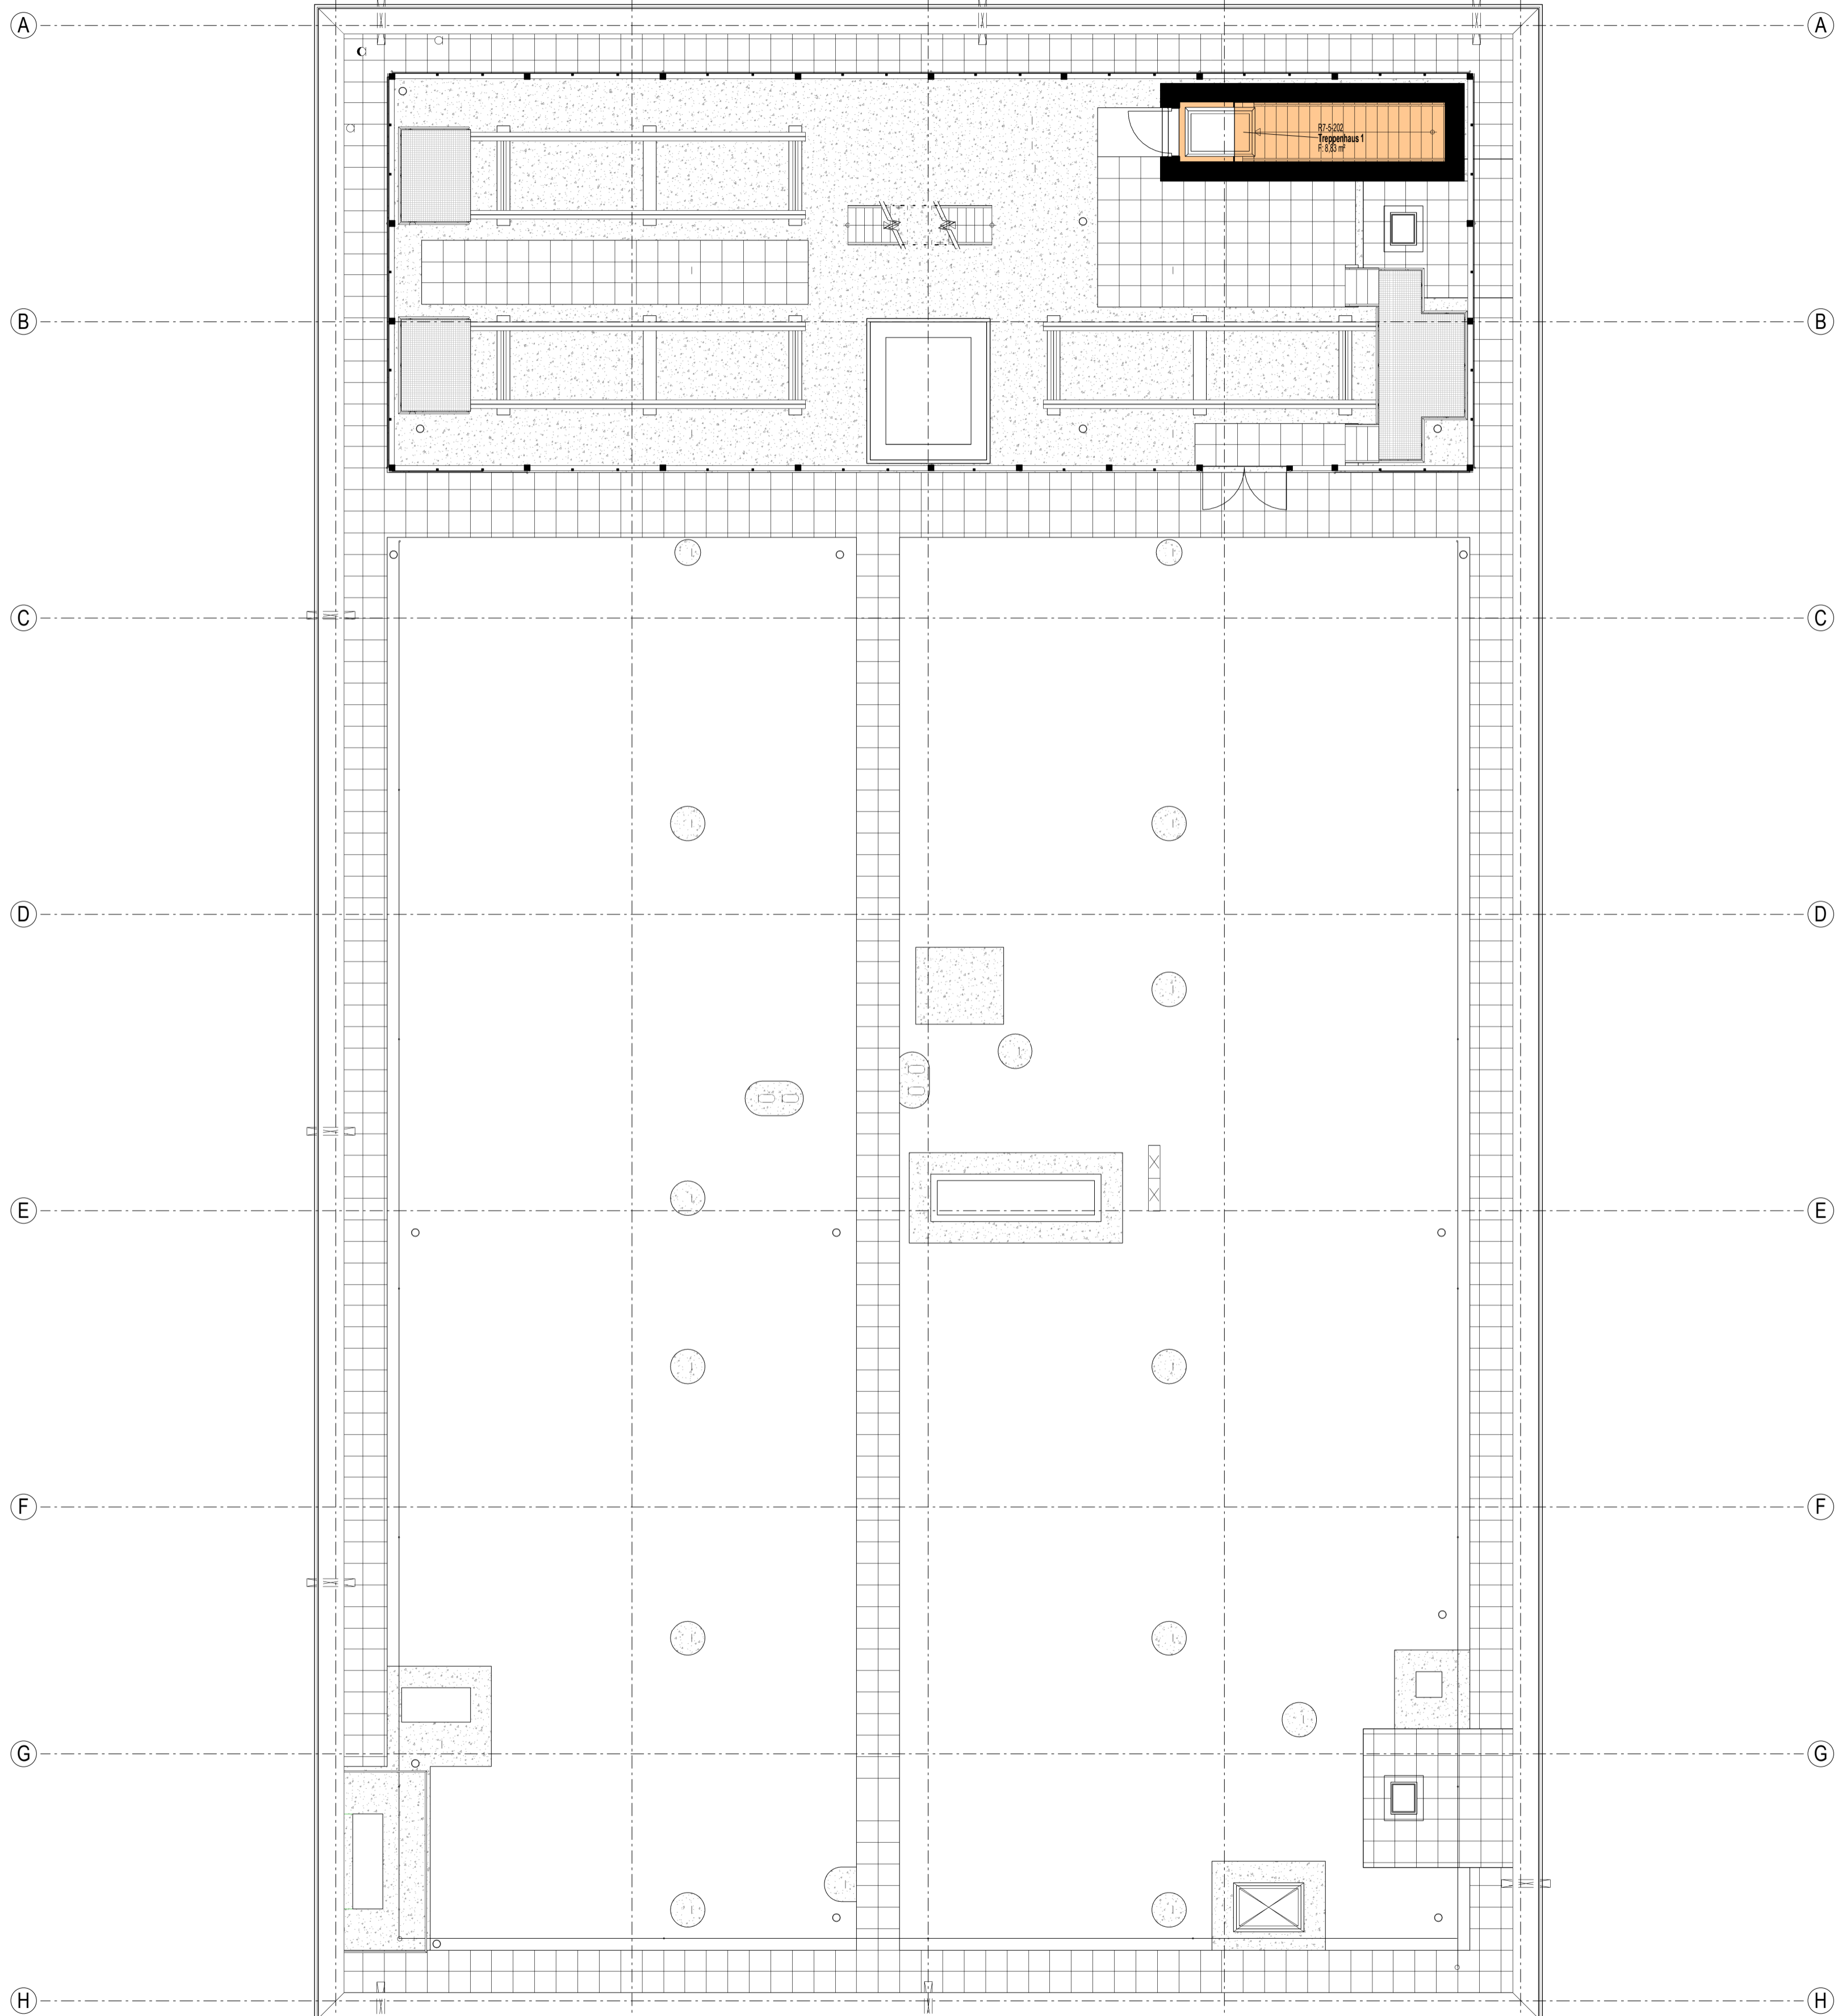 A A
R7-5-202
Treppenhaus 1
F: 8,83 m²
B B
C C
D D
E E
F F
G G
H H